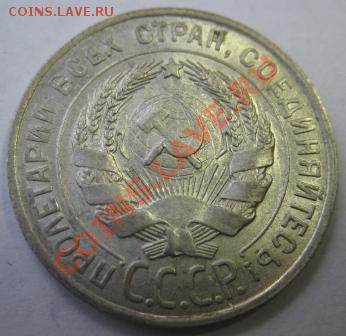 COINS.LAVE.RU
ПРОЛЕТАРИИ ВСЕХ СТРАН, СОЕДИНЯЙТЕСЬ!
С.С.С.Р.
COINS.LAVE.RU